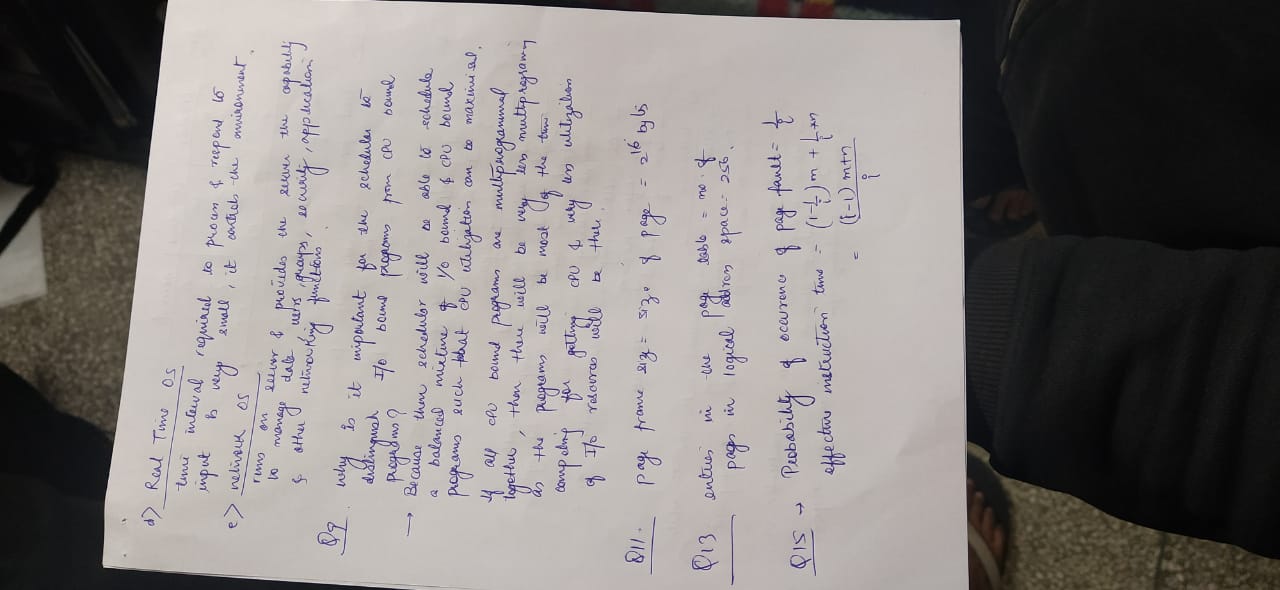 d) Real Time OS
time interval required to process & respond to
input is very small, it controls the environment.
e) network OS
runs on server & provides the server the capability
to manage data, users, groups, security, application
& other networking functions.
Q9 Why is it important for the scheduler to
distinguish I/O bound programs from CPU bound
programs?
→ Because then schedulor will be able to schedule
a balanced mixture of I/O bound & CPU bound
programs such that CPU utilization can be maximised.
If all CPU bound programs are multiprogrammed
together, then there will be very less multiprogramming
as the programs will be most of the time
competing for getting CPU & very less utilization
of I/O resources will be there.
Q11. page frame size = size of page = 2^16 bytes
Q13 entries in the page table = no. of
pages in logical address space = 256.
Q15 → Probability of occurence of page fault = 1/i
effective instruction time = (1-1/i)m + 1/i*n
= (i-1)m+n/i